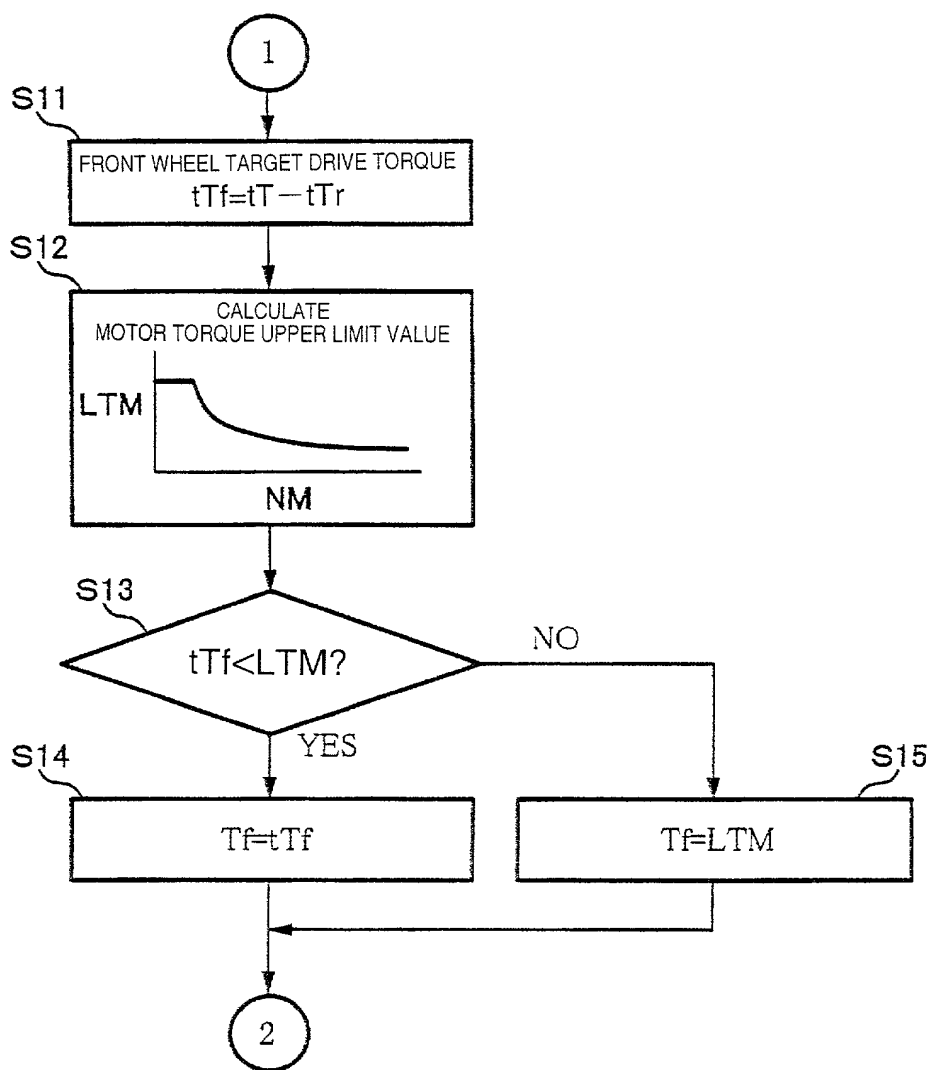 1
S11
FRONT WHEEL TARGET DRIVE TORQUE
tTf=tT－tTr
S12
CALCULATE
MOTOR TORQUE UPPER LIMIT VALUE
LTM
NM
S13
tTf<LTM?
NO
YES
S14
Tf=tTf
S15
Tf=LTM
2